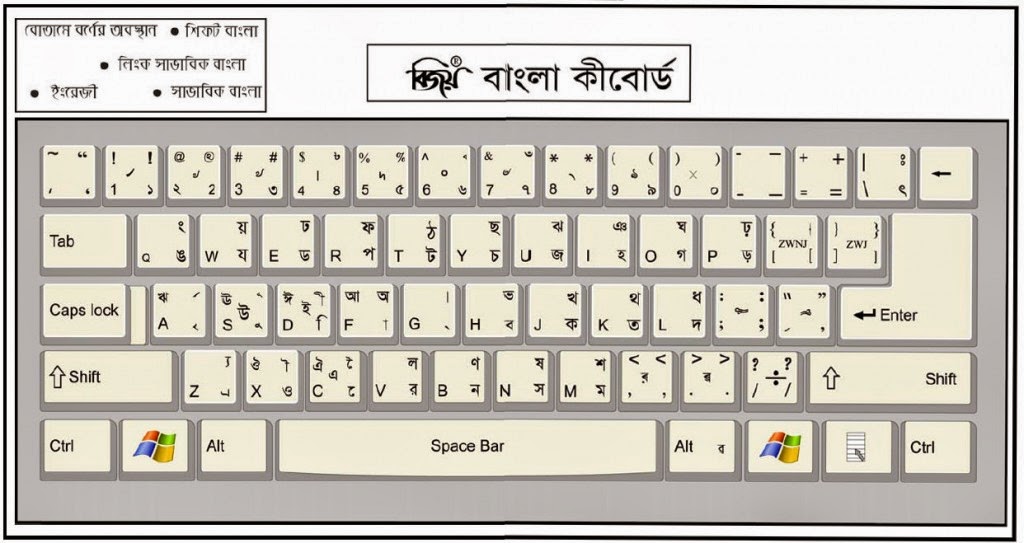 বোতামে বর্ণের অবস্থান ● শিফট বাংলা
● লিংক সাভাবিক বাংলা
● ইংরেজী ● সাভাবিক বাংলা
বিজয়® বাংলা কীবোর্ড
~ “ ! ! @ # # $ ৳ % % ^ & * * ( ( ) ) - - + + | ঃ ←
‘ 1 ১ 2 ২ 3 ৩ 4 ৪ 5 ৫ 6 ৬ 7 ৭ 8 ৮ 9 ৯ 0 ০ - - = = \ ৎ
Tab ং য় ঢ ফ ঠ ছ ঝ ঞ ঘ ঢ় { ZWNJ { } ZWJ }
Q ঙ W য E ড R প T ট Y চ U জ I হ O গ P ড় [ [ ] ]
Caps lock ঋ উ ঈ ই আ অ । ভ খ থ ধ : : " ” Enter
A S D ি F া G ্ H ব J ক K ত L দ ; ;
Shift ্য ঔ ৗ ঐ ৈ এ ল ণ ষ শ < < > > ? ? ÷ Shift
Z X ও C ে V র B ন N স M ম , , . . / /
Ctrl Alt Space Bar Alt Ctrl